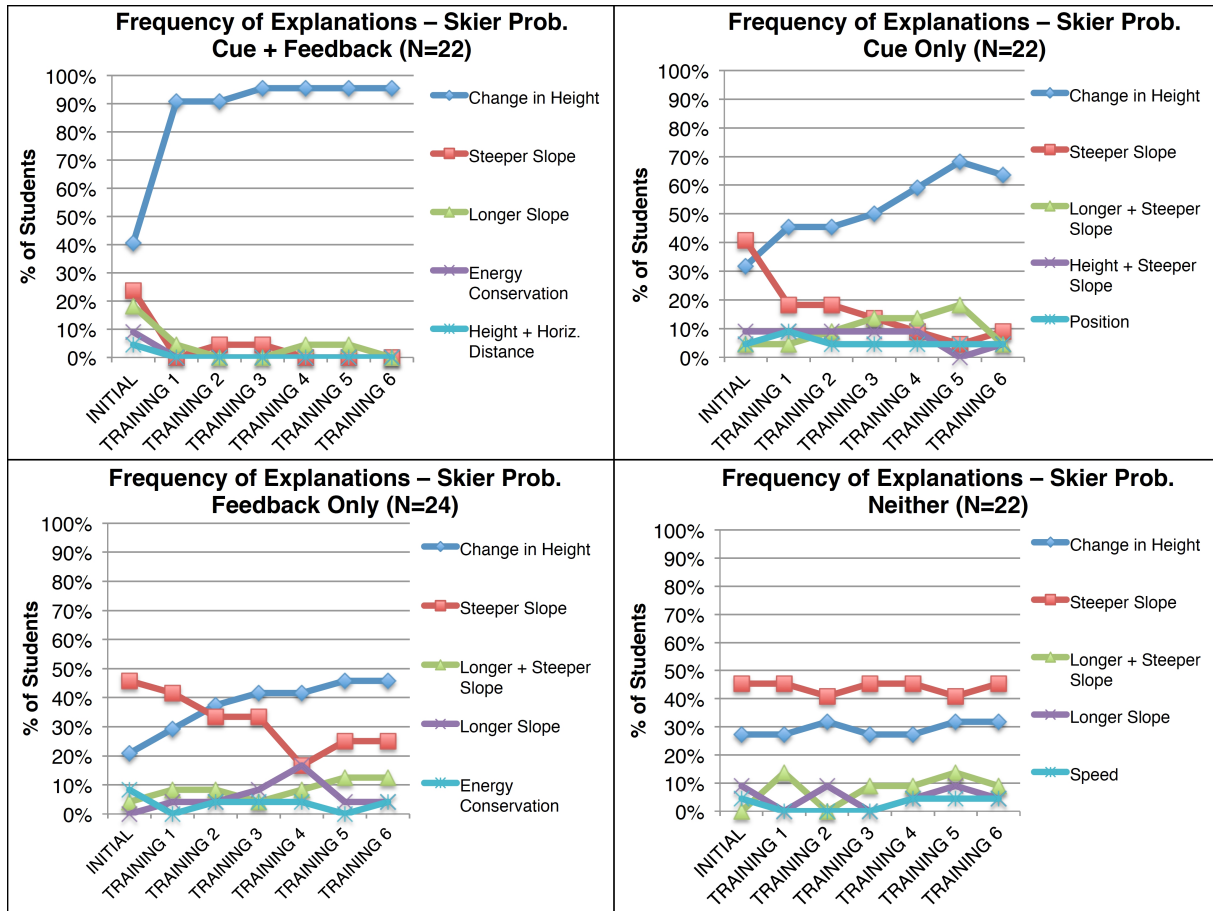 Frequency of Explanations – Skier Prob.
Cue + Feedback (N=22)
% of Students
100%
90%
80%
70%
60%
50%
40%
30%
20%
10%
0%
INITIAL
TRAINING 1
TRAINING 2
TRAINING 3
TRAINING 4
TRAINING 5
TRAINING 6
Change in Height
Steeper Slope
Longer Slope
Energy
Conservation
Height + Horiz.
Distance
Frequency of Explanations – Skier Prob.
Cue Only (N=22)
% of Students
100%
90%
80%
70%
60%
50%
40%
30%
20%
10%
0%
INITIAL
TRAINING 1
TRAINING 2
TRAINING 3
TRAINING 4
TRAINING 5
TRAINING 6
Change in Height
Steeper Slope
Longer + Steeper
Slope
Height + Steeper
Slope
Position
Frequency of Explanations – Skier Prob.
Feedback Only (N=24)
% of Students
100%
90%
80%
70%
60%
50%
40%
30%
20%
10%
0%
INITIAL
TRAINING 1
TRAINING 2
TRAINING 3
TRAINING 4
TRAINING 5
TRAINING 6
Change in Height
Steeper Slope
Longer + Steeper
Slope
Longer Slope
Energy
Conservation
Frequency of Explanations – Skier Prob.
Neither (N=22)
% of Students
100%
90%
80%
70%
60%
50%
40%
30%
20%
10%
0%
INITIAL
TRAINING 1
TRAINING 2
TRAINING 3
TRAINING 4
TRAINING 5
TRAINING 6
Change in Height
Steeper Slope
Longer + Steeper
Slope
Longer Slope
Speed